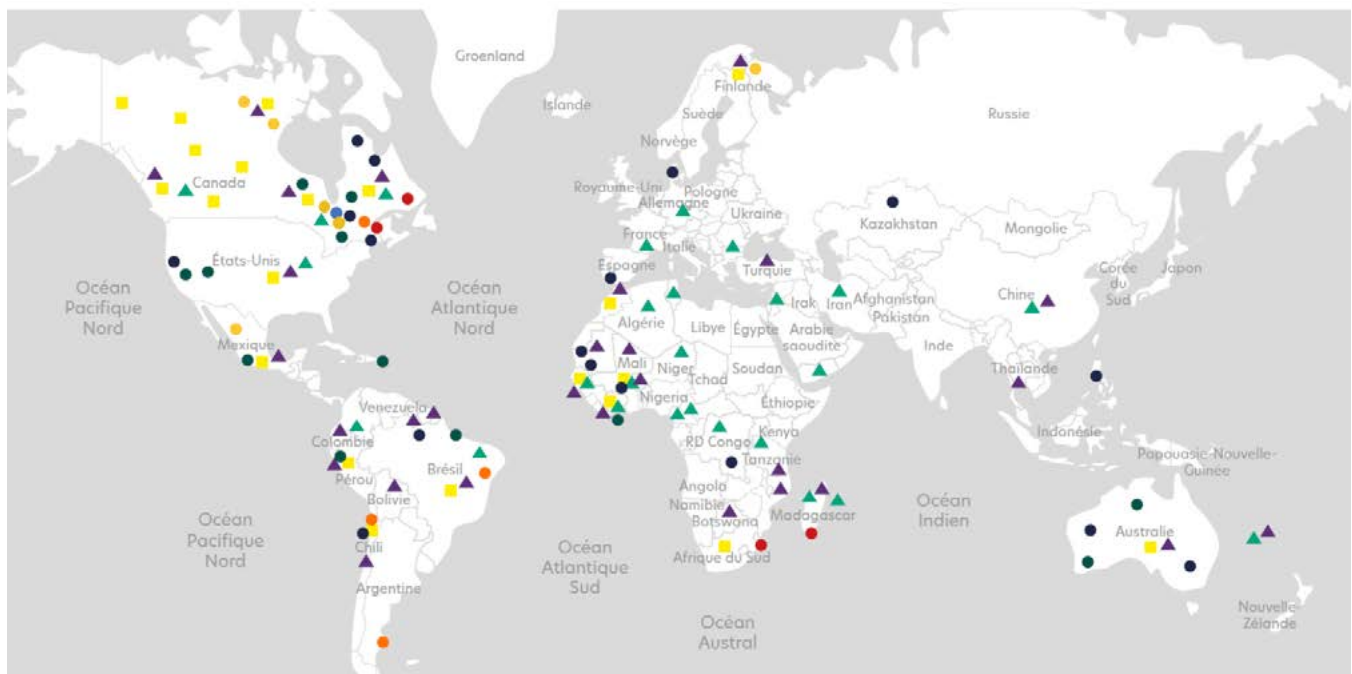 Groenland
Islande
Finlande
Suède
Norvège
Russie
Canada
Royaume-Uni
Pologne
Allemagne
Ukraine
Kazakhstan
Mongolie
France
Italie
Espagne
Turquie
États-Unis
Océan
Pacifique
Nord
Océan
Atlantique
Nord
Corée
du
Sud
Japon
Chine
Irak
Iran
Afghanistan
Pakistan
Algérie
Libye
Égypte
Arabie
saoudite
Inde
Mexique
Mali
Niger
Tchad
Soudan
Thaïlande
Nigeria
Éthiopie
Venezuela
Colombie
RD Congo
Kenya
Indonésie
Tanzanie
Papouasie-Nouvelle-
Guinée
Pérou
Brésil
Bolivie
Angola
Namibie
Botswana
Madagascar
Océan
Indien
Océan
Pacifique
Nord
Chili
Argentine
Océan
Atlantique
Sud
Afrique du Sud
Australie
Océan
Austral
Nouvelle-
Zélande